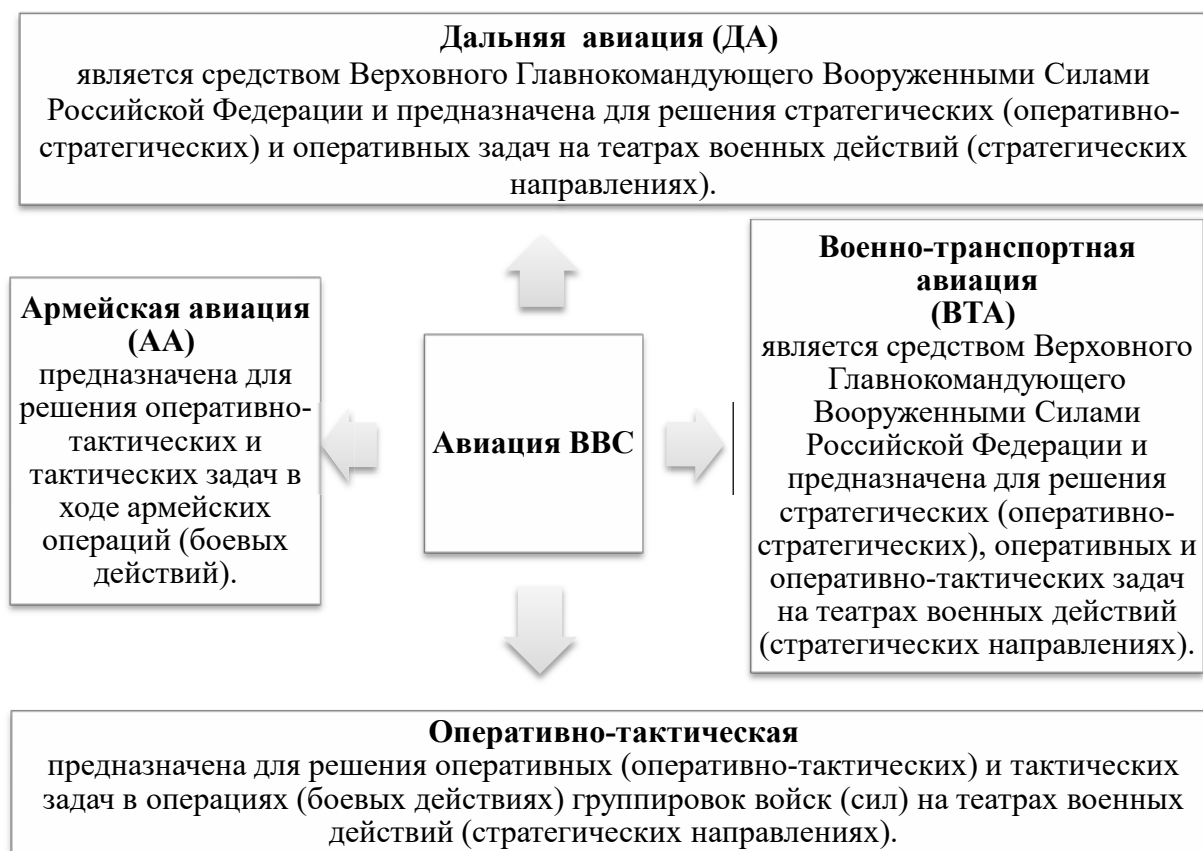 Дальняя авиация (ДА)
является средством Верховного Главнокомандующего Вооруженными Силами
Российской Федерации и предназначена для решения стратегических (оперативно-
стратегических) и оперативных задач на театрах военных действий (стратегических
направлениях).
Армейская авиация
(АА)
предназначена для
решения оперативно-
тактических и
тактических задач в
ходе армейских
операций (боевых
действий).
Авиация ВВС
Военно-транспортная
авиация
(ВТА)
является средством Верховного
Главнокомандующего
Вооруженными Силами
Российской Федерации и
предназначена для решения
стратегических (оперативно-
стратегических), оперативных и
оперативно-тактических задач
на театрах военных действий
(стратегических направлениях).
Оперативно-тактическая
предназначена для решения оперативных (оперативно-тактических) и тактических
задач в операциях (боевых действиях) группировок войск (сил) на театрах военных
действий (стратегических направлениях).